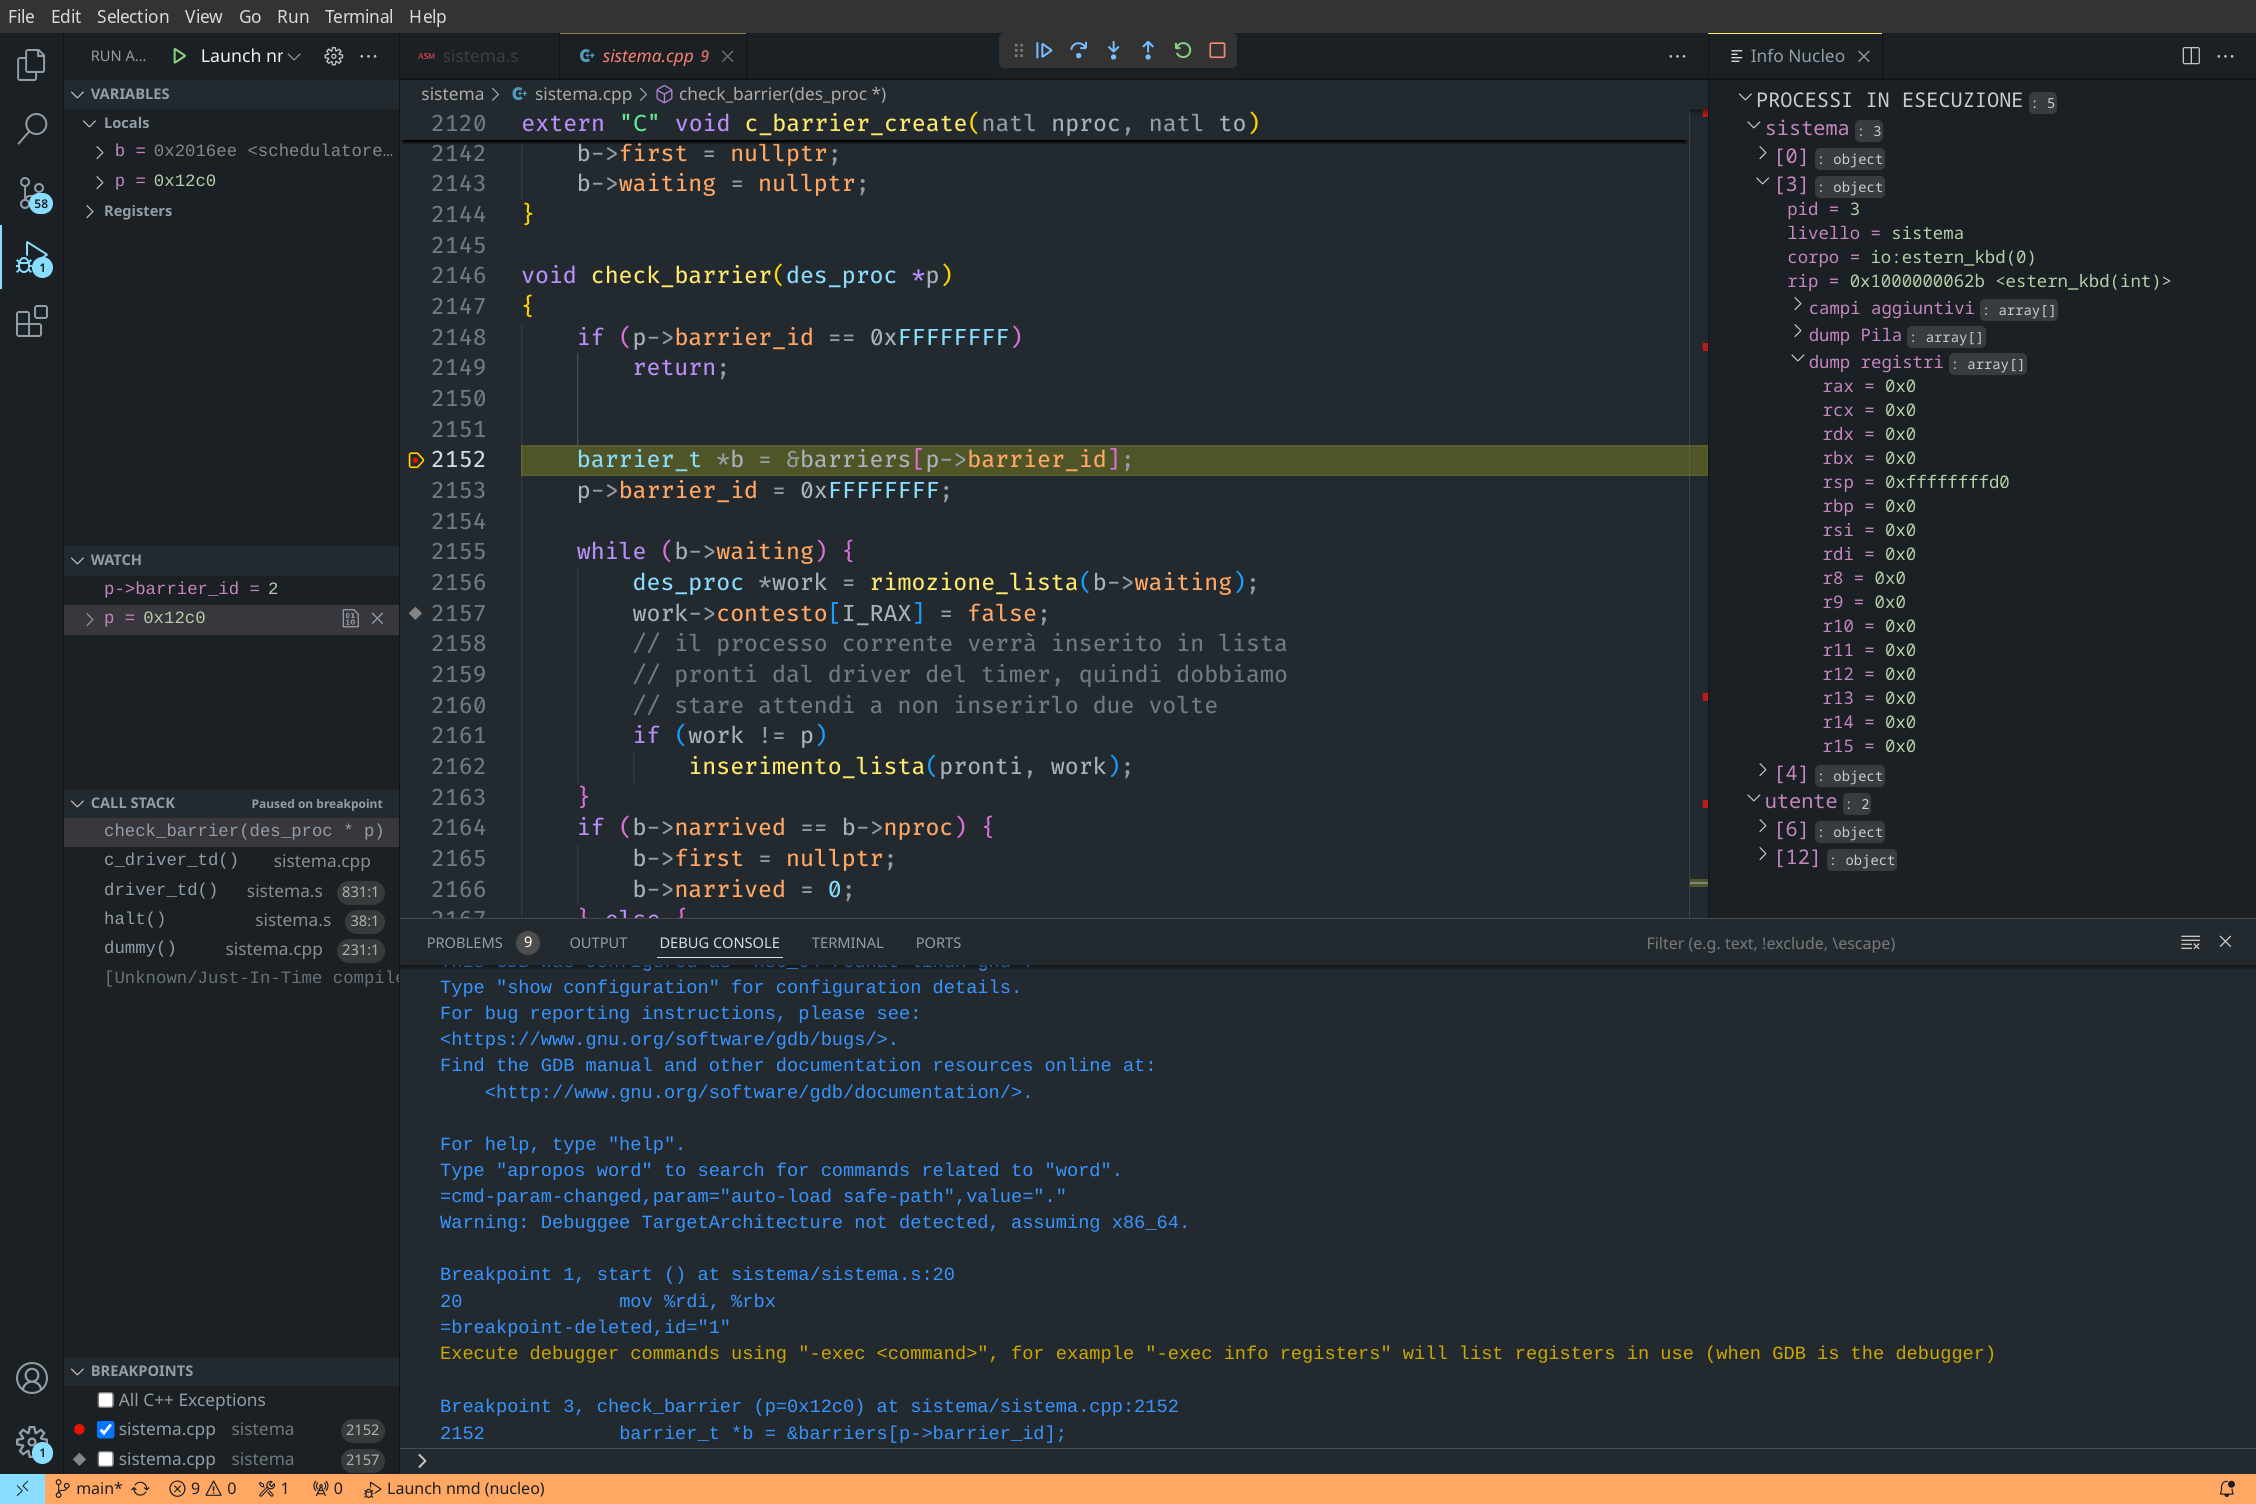 File Edit Selection View Go Run Terminal Help
RUN A... Launch nr
ASM sistema.s
sistema.cpp 9
Info Nucleo
VARIABLES
Locals
b = 0x2016ee <schedulatore…
p = 0x12c0
Registers
WATCH
p->barrier_id = 2
p = 0x12c0
CALL STACK Paused on breakpoint
check_barrier(des_proc * p)
c_driver_td() sistema.cpp
driver_td() sistema.s 831:1
halt() sistema.s 38:1
dummy() sistema.cpp 231:1
[Unknown/Just-In-Time compile
BREAKPOINTS
All C++ Exceptions
sistema.cpp sistema 2152
sistema.cpp sistema 2157
58
1
1
sistema > sistema.cpp > check_barrier(des_proc *)
2120 extern "C" void c_barrier_create(natl nproc, natl to)
2142 b->first = nullptr;
2143 b->waiting = nullptr;
2144 }
2145
2146 void check_barrier(des_proc *p)
2147 {
2148 if (p->barrier_id == 0xFFFFFFFF)
2149 return;
2150
2151
2152 barrier_t *b = &barriers[p->barrier_id];
2153 p->barrier_id = 0xFFFFFFFF;
2154
2155 while (b->waiting) {
2156 des_proc *work = rimozione_lista(b->waiting);
2157 work->contesto[I_RAX] = false;
2158 // il processo corrente verrà inserito in lista
2159 // pronti dal driver del timer, quindi dobbiamo
2160 // stare attendi a non inserirlo due volte
2161 if (work != p)
2162 inserimento_lista(pronti, work);
2163 }
2164 if (b->narrived == b->nproc) {
2165 b->first = nullptr;
2166 b->narrived = 0;
2167 } else {
PROCESSI IN ESECUZIONE : 5
sistema : 3
[0] : object
[3] : object
pid = 3
livello = sistema
corpo = io:estern_kbd(0)
rip = 0x1000000062b <estern_kbd(int)>
campi aggiuntivi : array[]
dump Pila : array[]
dump registri : array[]
rax = 0x0
rcx = 0x0
rdx = 0x0
rbx = 0x0
rsp = 0xffffffffd0
rbp = 0x0
rsi = 0x0
rdi = 0x0
r8 = 0x0
r9 = 0x0
r10 = 0x0
r11 = 0x0
r12 = 0x0
r13 = 0x0
r14 = 0x0
r15 = 0x0
[4] : object
utente : 2
[6] : object
[12] : object
PROBLEMS 9 OUTPUT DEBUG CONSOLE TERMINAL PORTS Filter (e.g. text, !exclude, \escape)
Type "show configuration" for configuration details.
For bug reporting instructions, please see:
<https://www.gnu.org/software/gdb/bugs/>.
Find the GDB manual and other documentation resources online at:
<http://www.gnu.org/software/gdb/documentation/>.
For help, type "help".
Type "apropos word" to search for commands related to "word".
=cmd-param-changed,param="auto-load safe-path",value="."
Warning: Debuggee TargetArchitecture not detected, assuming x86_64.
Breakpoint 1, start () at sistema/sistema.s:20
20 mov %rdi, %rbx
=breakpoint-deleted,id="1"
Execute debugger commands using "-exec <command>", for example "-exec info registers" will list registers in use (when GDB is the debugger)
Breakpoint 3, check_barrier (p=0x12c0) at sistema/sistema.cpp:2152
2152 barrier_t *b = &barriers[p->barrier_id];
main* 9 0 1 0 Launch nmd (nucleo)